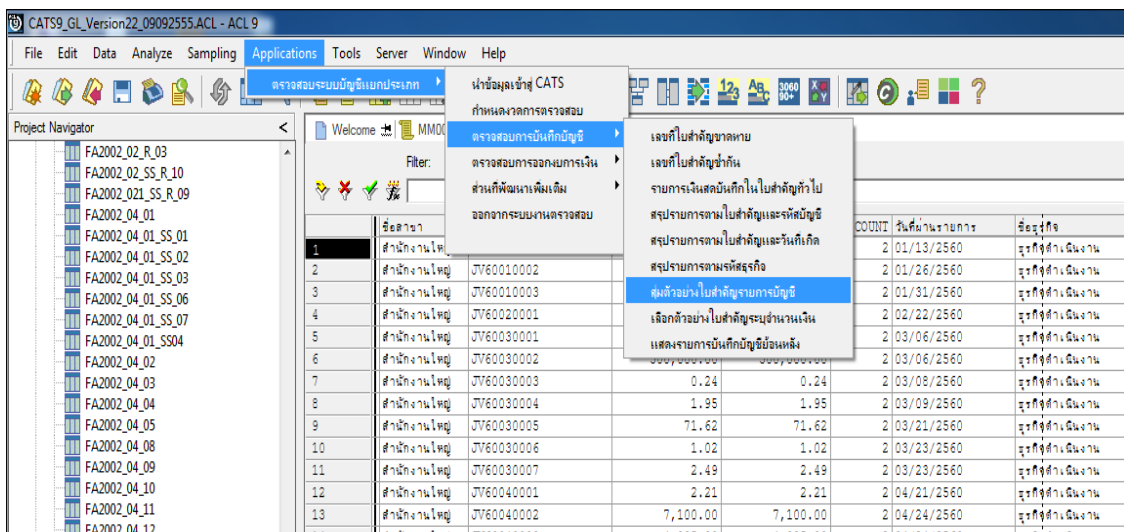 CATS9_GL_Version22_09092555.ACL - ACL 9
File Edit Data Analyze Sampling Applications Tools Server Window Help
ตรวจสอบระบบบัญชีแยกประเภท
นำข้อมูลเข้าสู่ CATS
กำหนดงวดการตรวจสอบ
ตรวจสอบการบันทึกบัญชี
ตรวจสอบการออกงบการเงิน
ส่วนที่พัฒนาเพิ่มเติม
ออกจากระบบงานตรวจสอบ
เลขที่ใบสำคัญขาดหาย
เลขที่ใบสำคัญซ้ำกัน
รายการเงินสดบันทึกในใบสำคัญทั่วไป
สรุปรายการตามใบสำคัญและรหัสบัญชี
สรุปรายการตามใบสำคัญและวันที่เกิด
สรุปรายการตามรหัสธุรกิจ
สุ่มตัวอย่างใบสำคัญรายการบัญชี
เลือกตัวอย่างใบสำคัญระบุจำนวนเงิน
แสดงรายการบันทึกบัญชีย้อนหลัง
Project Navigator
Welcome
Filter:
FA2002_02_R_03
FA2002_02_SS_R_10
FA2002_021_SS_R_09
FA2002_04_01
FA2002_04_01_SS_01
FA2002_04_01_SS_02
FA2002_04_01_SS_03
FA2002_04_01_SS_06
FA2002_04_01_SS_07
FA2002_04_01_SS04
FA2002_04_02
FA2002_04_03
FA2002_04_04
FA2002_04_05
FA2002_04_08
FA2002_04_09
FA2002_04_10
FA2002_04_11
FA2002_04_12
ชื่อสาขา COUNT วันที่ผ่านรายการ ชื่อธุรกิจ
1 สำนักงานใหญ่ 2 01/13/2560 ธุรกิจดำเนินงาน
2 สำนักงานใหญ่ JV60010002 2 01/26/2560 ธุรกิจดำเนินงาน
3 สำนักงานใหญ่ JV60010003 2 01/31/2560 ธุรกิจดำเนินงาน
4 สำนักงานใหญ่ JV60020001 2 02/22/2560 ธุรกิจดำเนินงาน
5 สำนักงานใหญ่ JV60030001 2 03/06/2560 ธุรกิจดำเนินงาน
6 สำนักงานใหญ่ JV60030002 2 03/06/2560 ธุรกิจดำเนินงาน
7 สำนักงานใหญ่ JV60030003 0.24 0.24 2 03/08/2560 ธุรกิจดำเนินงาน
8 สำนักงานใหญ่ JV60030004 1.95 1.95 2 03/09/2560 ธุรกิจดำเนินงาน
9 สำนักงานใหญ่ JV60030005 71.62 71.62 2 03/21/2560 ธุรกิจดำเนินงาน
10 สำนักงานใหญ่ JV60030006 1.02 1.02 2 03/23/2560 ธุรกิจดำเนินงาน
11 สำนักงานใหญ่ JV60030007 2.49 2.49 2 03/23/2560 ธุรกิจดำเนินงาน
12 สำนักงานใหญ่ JV60040001 2.21 2.21 2 04/21/2560 ธุรกิจดำเนินงาน
13 สำนักงานใหญ่ JV60040002 7,100.00 7,100.00 2 04/24/2560 ธุรกิจดำเนินงาน